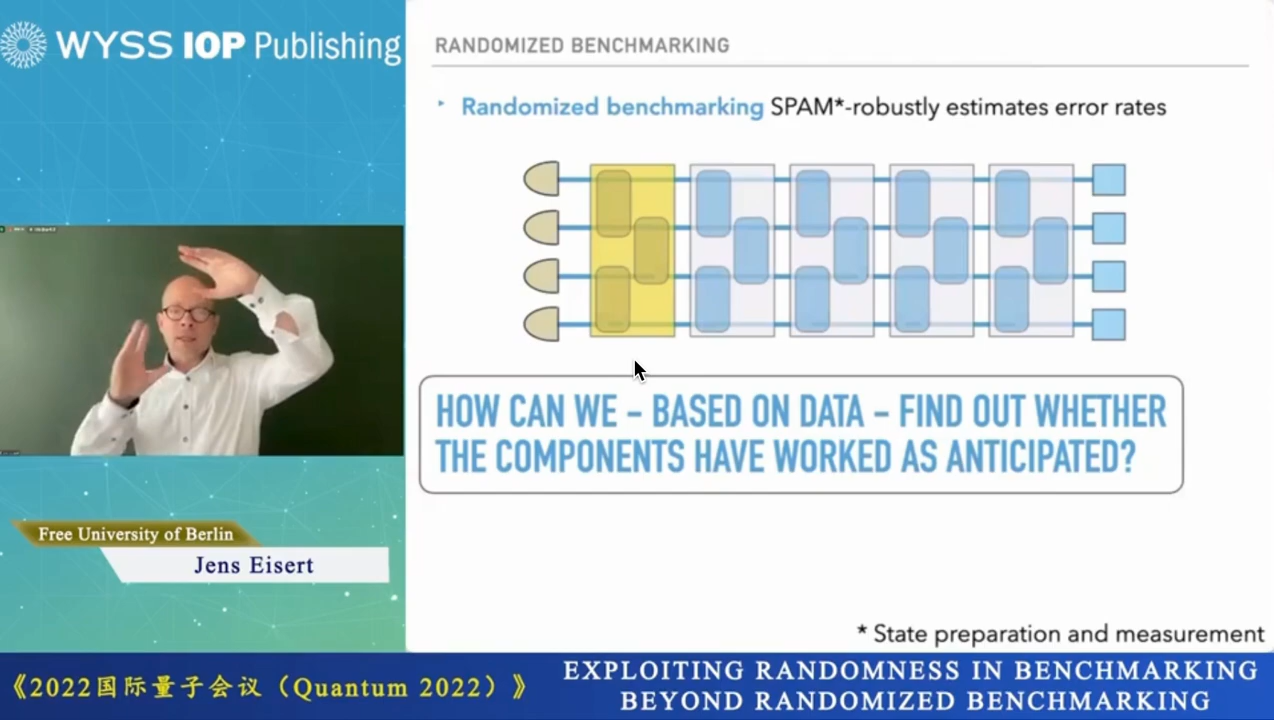 WYSS IOP Publishing
RANDOMIZED BENCHMARKING
‣ Randomized benchmarking SPAM*-robustly estimates error rates
HOW CAN WE – BASED ON DATA – FIND OUT WHETHER
THE COMPONENTS HAVE WORKED AS ANTICIPATED?
Free University of Berlin
Jens Eisert
* State preparation and measurement
《2022国际量子会议（Quantum 2022）》
EXPLOITING RANDOMNESS IN BENCHMARKING
BEYOND RANDOMIZED BENCHMARKING